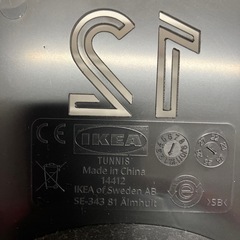 12
CE IKEA
TUNNIS
Made in China
14412
IKEA of Sweden AB
SE-343 81 Älmhult